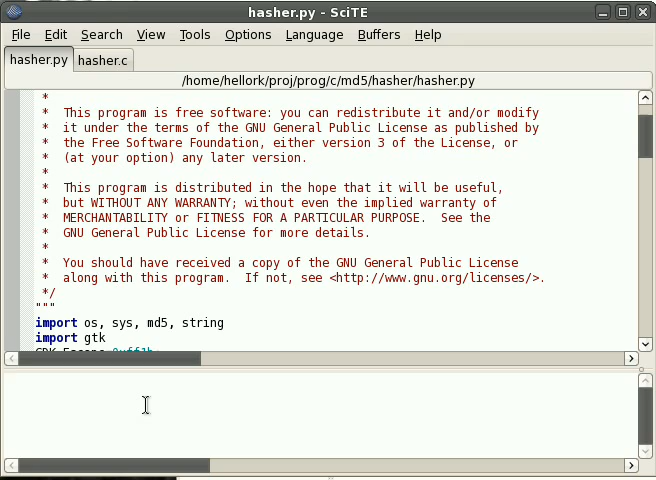 hasher.py - SciTE
File Edit Search View Tools Options Language Buffers Help
hasher.py hasher.c
/home/hellork/proj/prog/c/md5/hasher/hasher.py
*
* This program is free software: you can redistribute it and/or modify
* it under the terms of the GNU General Public License as published by
* the Free Software Foundation, either version 3 of the License, or
* (at your option) any later version.
*
* This program is distributed in the hope that it will be useful,
* but WITHOUT ANY WARRANTY; without even the implied warranty of
* MERCHANTABILITY or FITNESS FOR A PARTICULAR PURPOSE.  See the
* GNU General Public License for more details.
*
* You should have received a copy of the GNU General Public License
* along with this program.  If not, see <http://www.gnu.org/licenses/>.
*/
"""
import os, sys, md5, string
import gtk